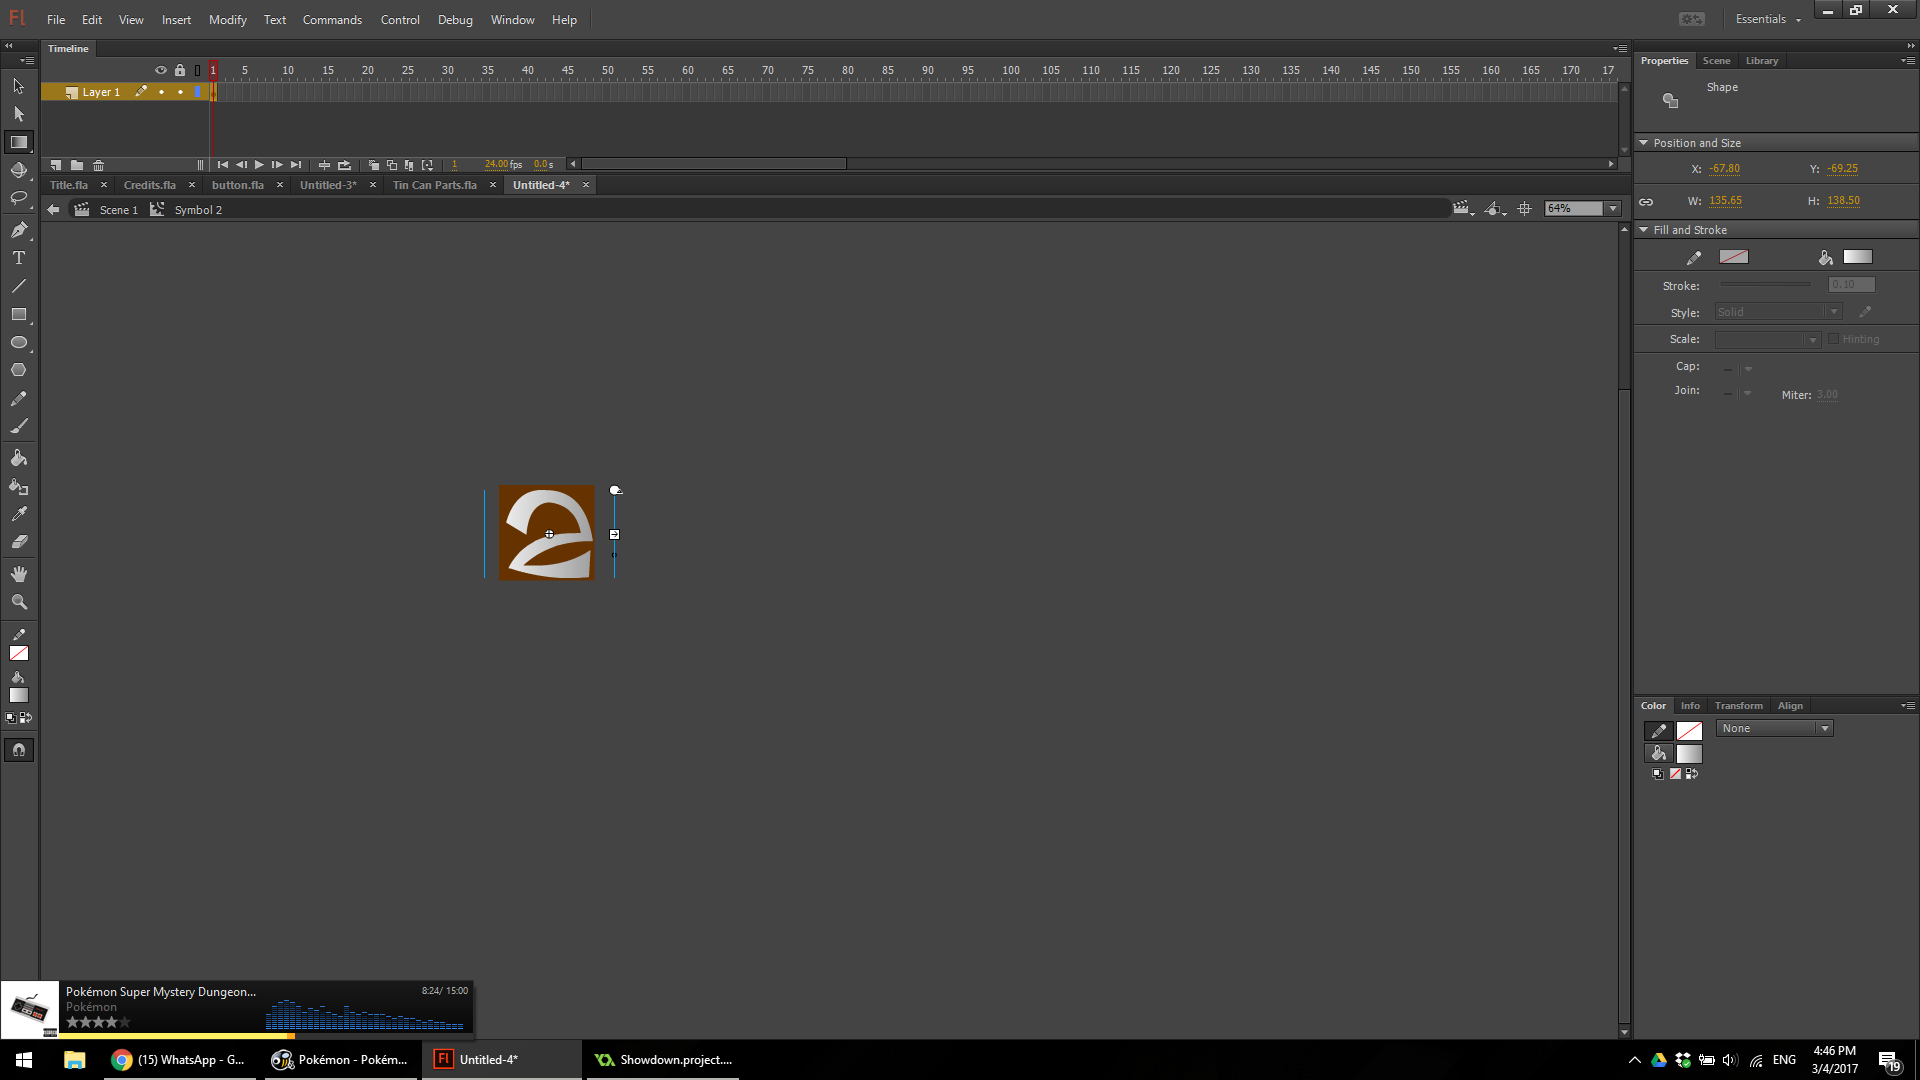 Fl File Edit View Insert Modify Text Commands Control Debug Window Help Essentials
Timeline
1 5 10 15 20 25 30 35 40 45 50 55 60 65 70 75 80 85 90 95 100 105 110 115 120 125 130 135 140 145 150 155 160 165 170 17
Layer 1
1 24.00 fps 0.0 s
Title.fla Credits.fla button.fla Untitled-3* Tin Can Parts.fla Untitled-4*
Scene 1 Symbol 2 64%
2
Properties Scene Library
Shape
Position and Size
X: -67.80 Y: -69.25
W: 135.65 H: 138.50
Fill and Stroke
Stroke: 0.10
Style: Solid
Scale: Hinting
Cap:
Join: Miter: 3.00
Color Info Transform Align
None
Pokémon Super Mystery Dungeon... 8:24/ 15:00
Pokémon
(15) WhatsApp - G... Pokémon - Pokém... Fl Untitled-4* Showdown.project.... ENG 4:46 PM
3/4/2017 19